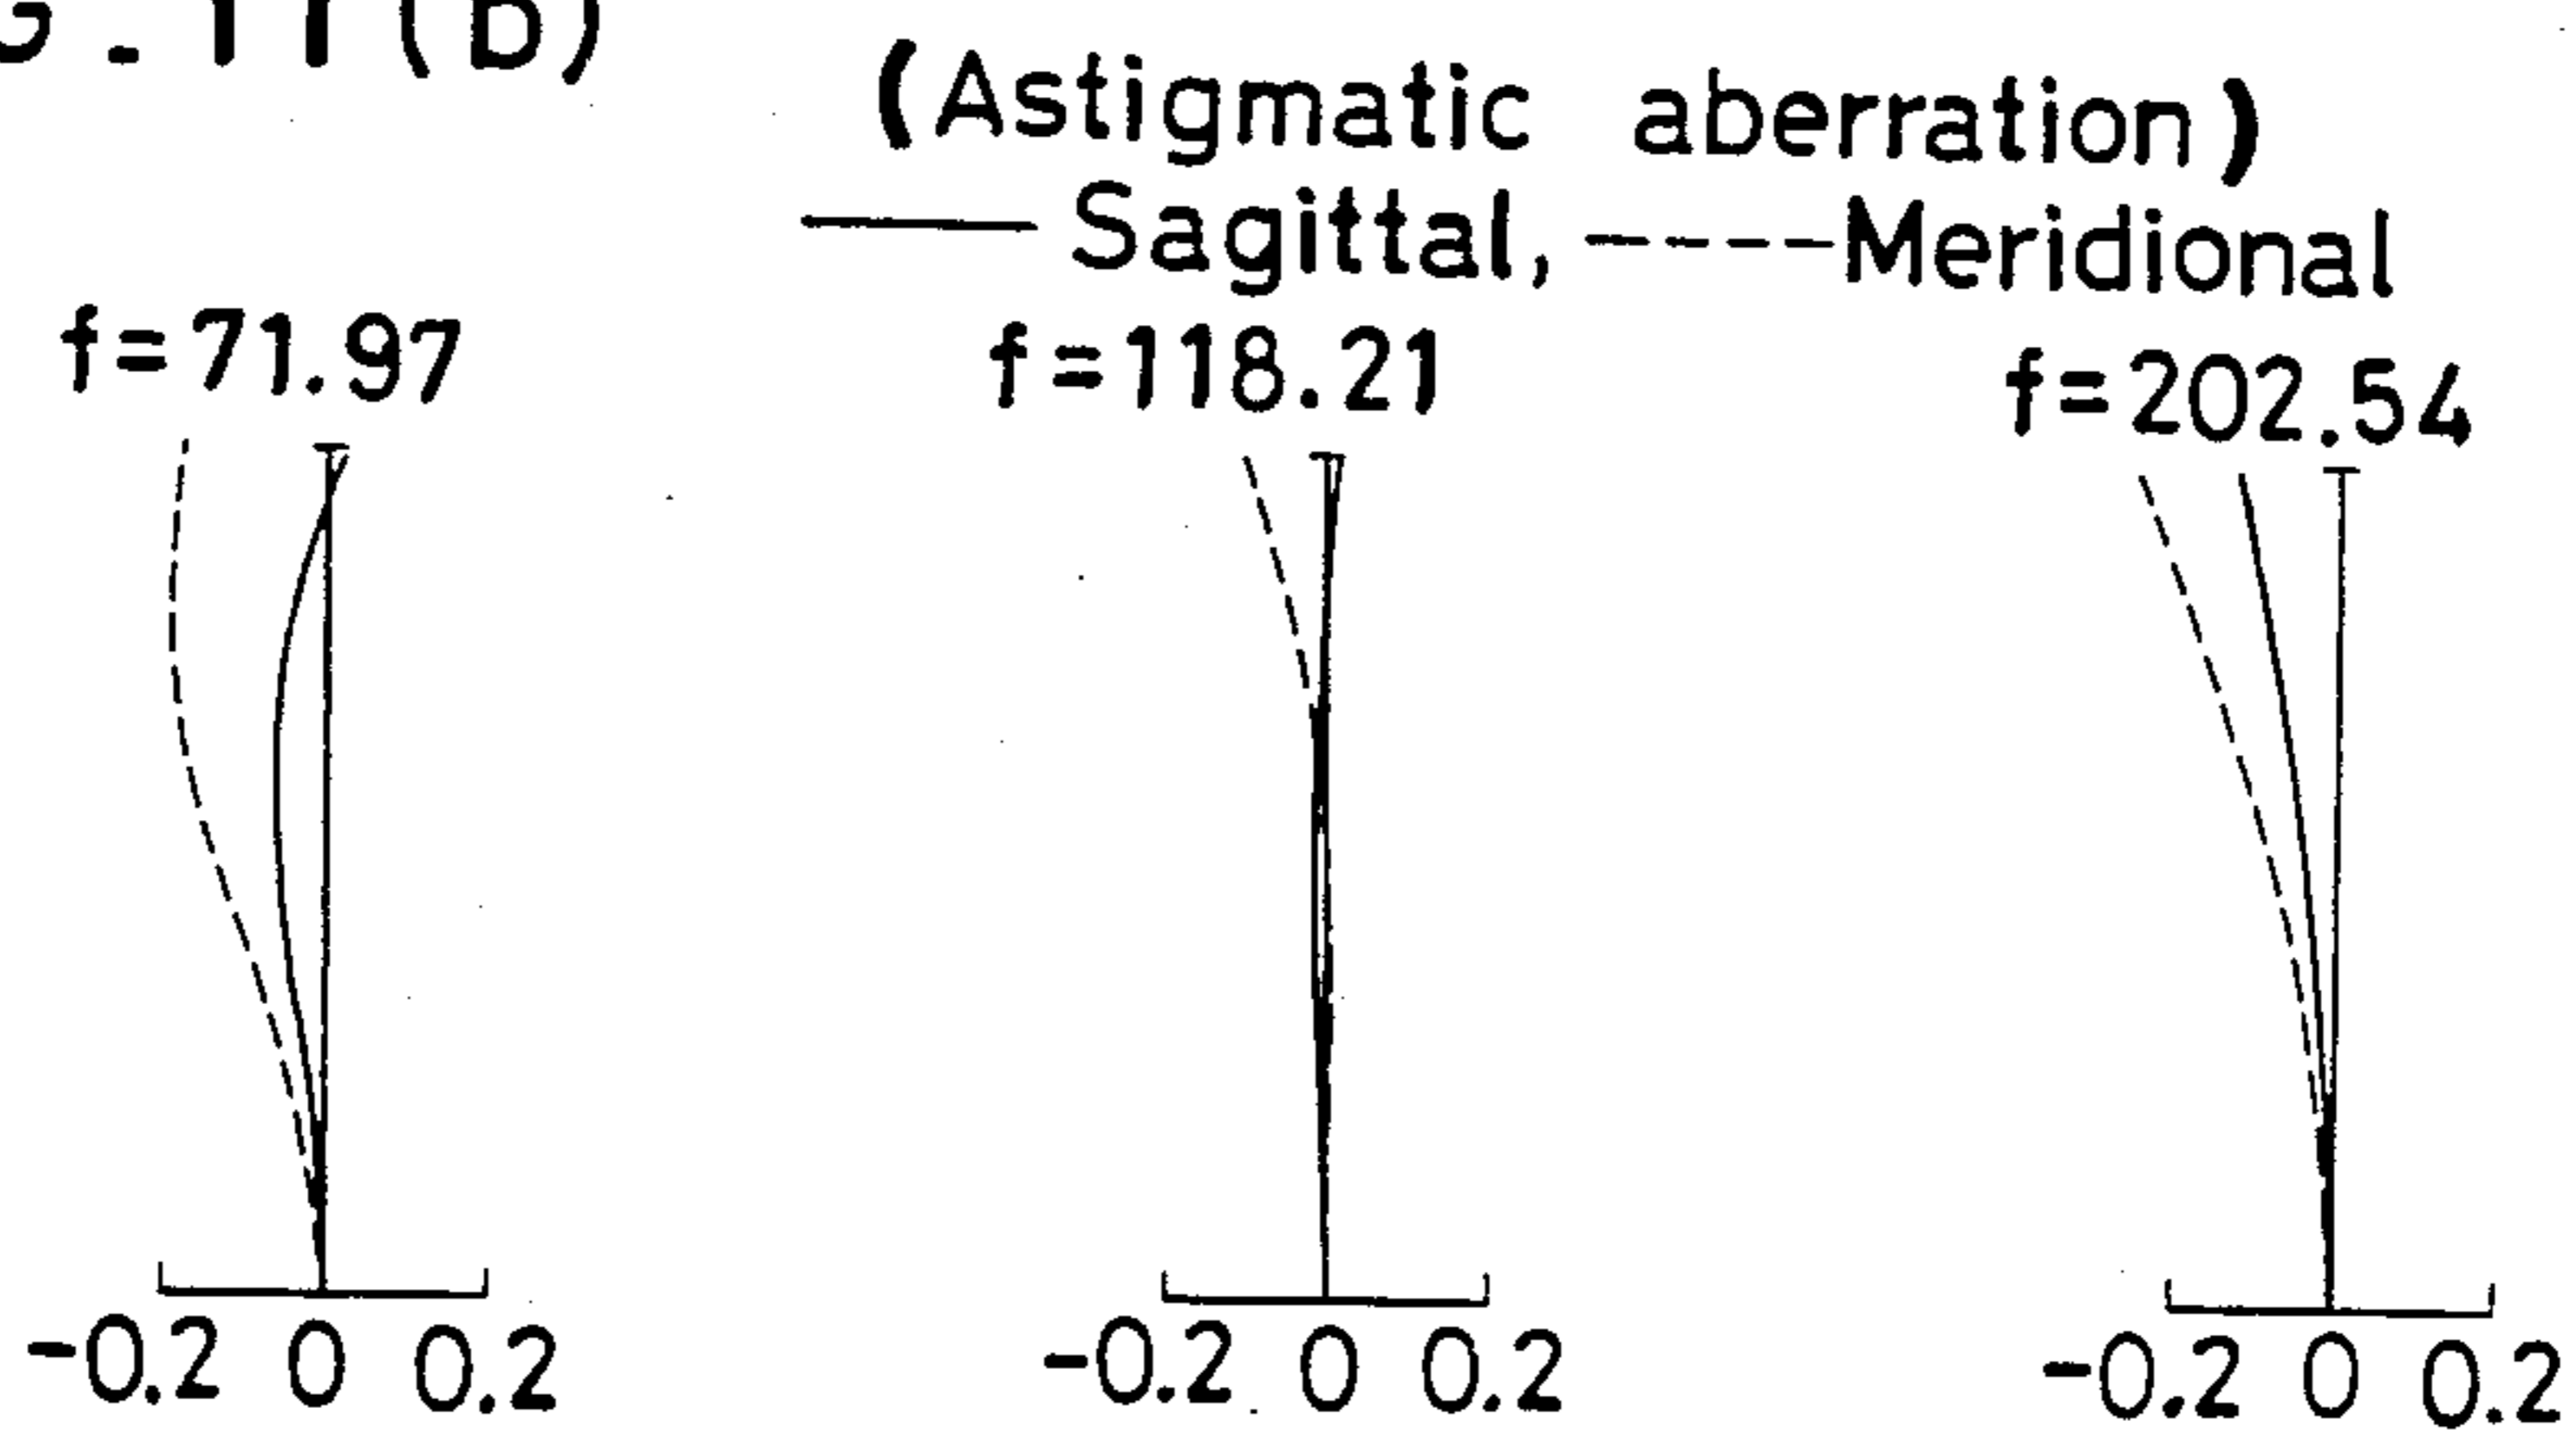 11(b)
(Astigmatic aberration)
Sagittal, Meridional
f=71.97 f=118.21 f=202.54
-0.2 0 0.2 -0.2 0 0.2 -0.2 0 0.2